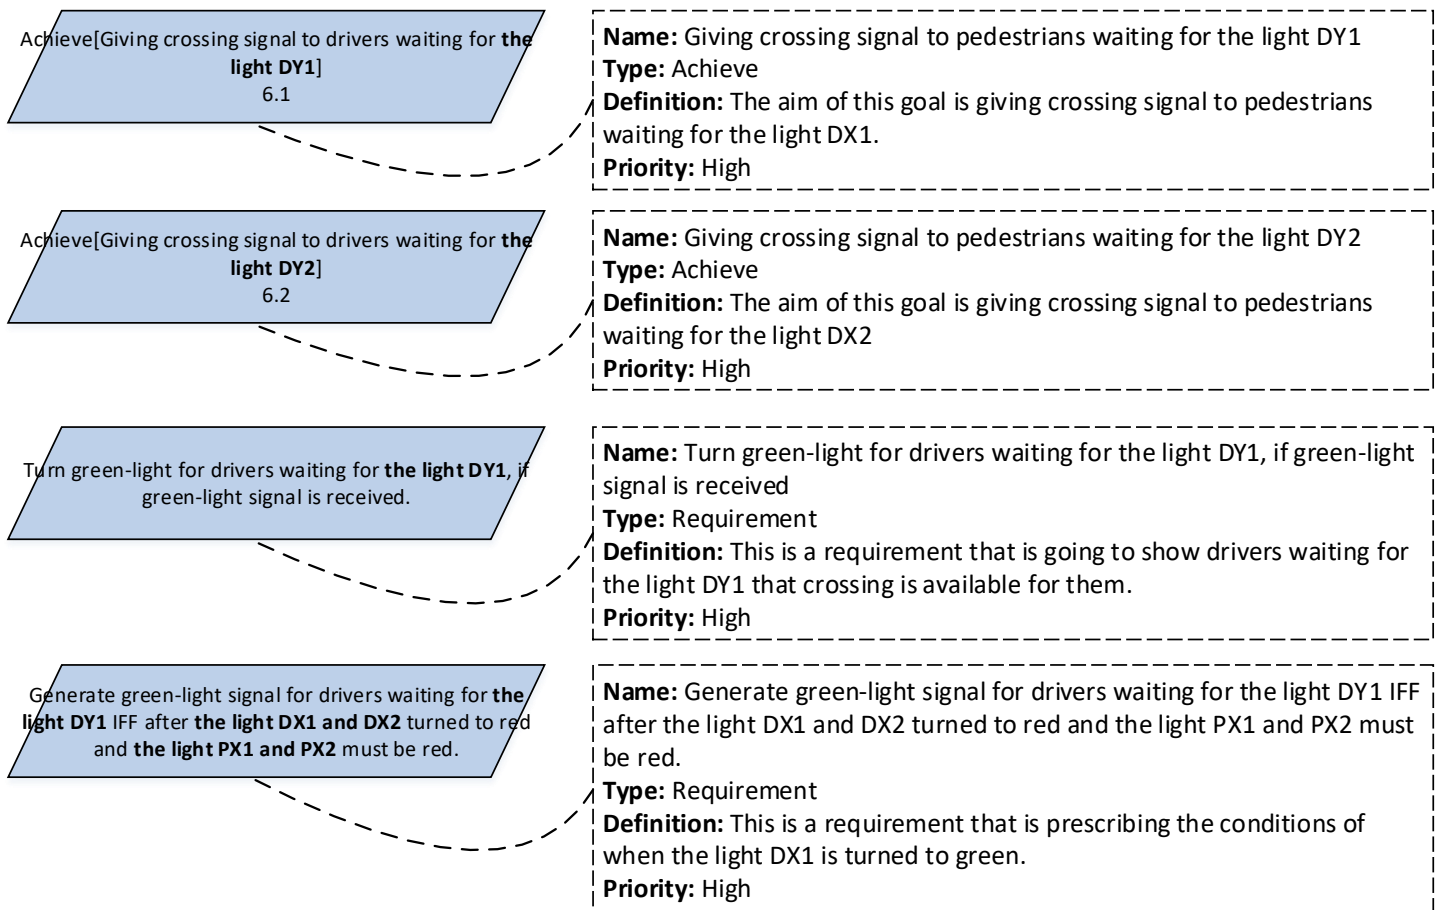 Achieve[Giving crossing signal to drivers waiting for the
light DY1]
6.1
Name: Giving crossing signal to pedestrians waiting for the light DY1
Type: Achieve
Definition: The aim of this goal is giving crossing signal to pedestrians
waiting for the light DX1.
Priority: High
Achieve[Giving crossing signal to drivers waiting for the
light DY2]
6.2
Name: Giving crossing signal to pedestrians waiting for the light DY2
Type: Achieve
Definition: The aim of this goal is giving crossing signal to pedestrians
waiting for the light DX2
Priority: High
Turn green-light for drivers waiting for the light DY1, if
green-light signal is received.
Name: Turn green-light for drivers waiting for the light DY1, if green-light
signal is received
Type: Requirement
Definition: This is a requirement that is going to show drivers waiting for
the light DY1 that crossing is available for them.
Priority: High
Generate green-light signal for drivers waiting for the
light DY1 IFF after the light DX1 and DX2 turned to red
and the light PX1 and PX2 must be red.
Name: Generate green-light signal for drivers waiting for the light DY1 IFF
after the light DX1 and DX2 turned to red and the light PX1 and PX2 must
be red.
Type: Requirement
Definition: This is a requirement that is prescribing the conditions of
when the light DX1 is turned to green.
Priority: High